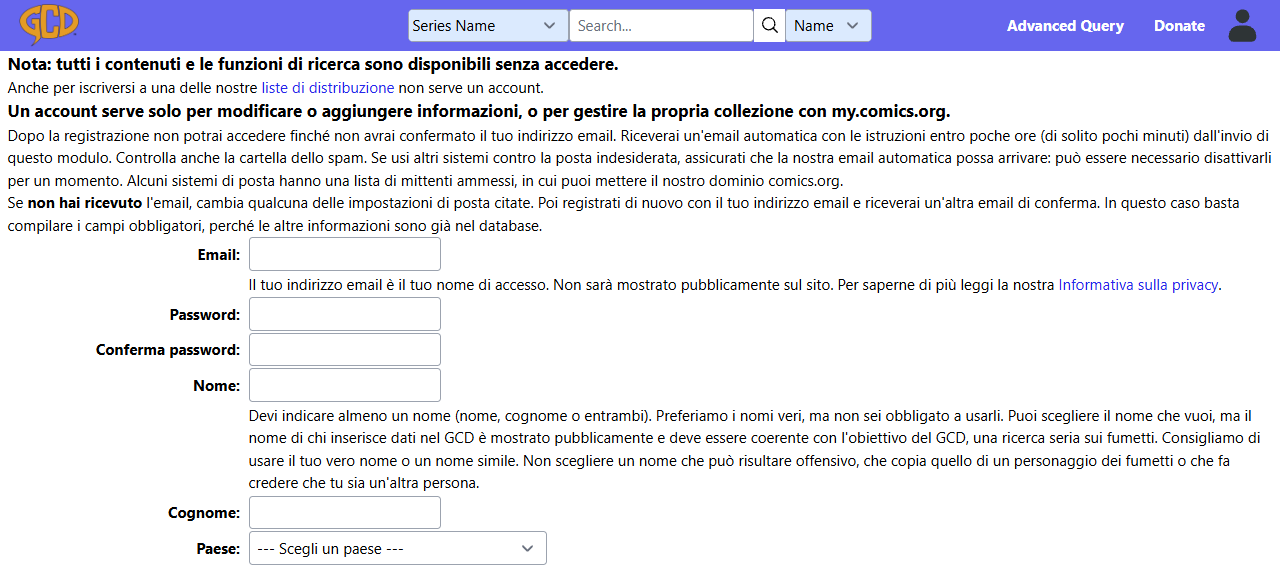 GCD
Series Name
Search...
Name
Advanced Query
Donate
Nota: tutti i contenuti e le funzioni di ricerca sono disponibili senza accedere.
Anche per iscriversi a una delle nostre liste di distribuzione non serve un account.
Un account serve solo per modificare o aggiungere informazioni, o per gestire la propria collezione con my.comics.org.
Dopo la registrazione non potrai accedere finché non avrai confermato il tuo indirizzo email. Riceverai un'email automatica con le istruzioni entro poche ore (di solito pochi minuti) dall'invio di
questo modulo. Controlla anche la cartella dello spam. Se usi altri sistemi contro la posta indesiderata, assicurati che la nostra email automatica possa arrivare: può essere necessario disattivarli
per un momento. Alcuni sistemi di posta hanno una lista di mittenti ammessi, in cui puoi mettere il nostro dominio comics.org.
Se non hai ricevuto l'email, cambia qualcuna delle impostazioni di posta citate. Poi registrati di nuovo con il tuo indirizzo email e riceverai un'altra email di conferma. In questo caso basta
compilare i campi obbligatori, perché le altre informazioni sono già nel database.
Email:
Il tuo indirizzo email è il tuo nome di accesso. Non sarà mostrato pubblicamente sul sito. Per saperne di più leggi la nostra Informativa sulla privacy.
Password:
Conferma password:
Nome:
Devi indicare almeno un nome (nome, cognome o entrambi). Preferiamo i nomi veri, ma non sei obbligato a usarli. Puoi scegliere il nome che vuoi, ma il
nome di chi inserisce dati nel GCD è mostrato pubblicamente e deve essere coerente con l'obiettivo del GCD, una ricerca seria sui fumetti. Consigliamo di
usare il tuo vero nome o un nome simile. Non scegliere un nome che può risultare offensivo, che copia quello di un personaggio dei fumetti o che fa
credere che tu sia un'altra persona.
Cognome:
Paese:
--- Scegli un paese ---